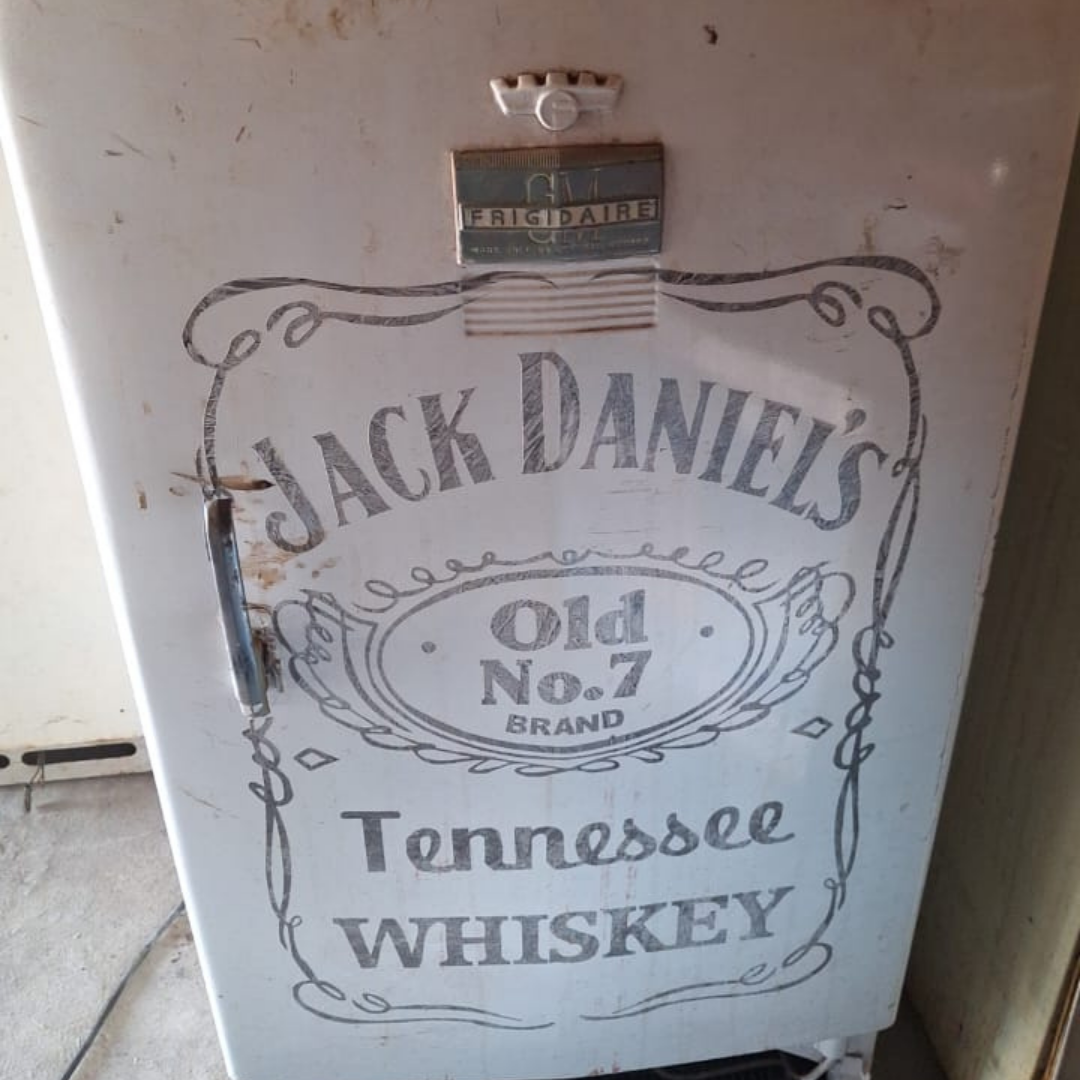 GM
FRIGIDAIRE
JACK DANIEL'S
Old
No.7
BRAND
Tennessee
WHISKEY